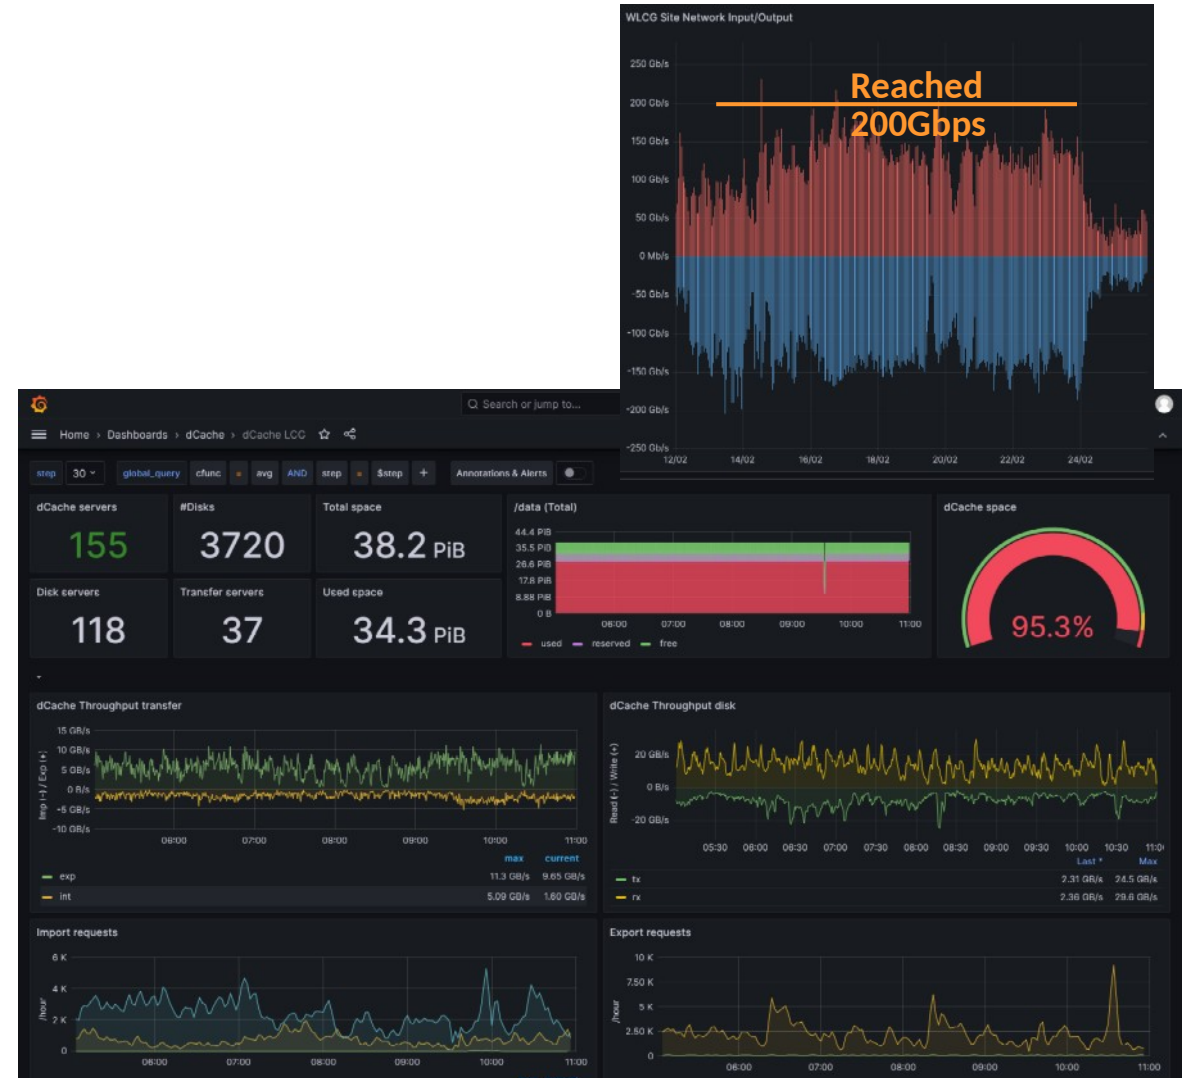 WLCG Site Network Input/Output
250 Gb/s
200 Gb/s
150 Gb/s
100 Gb/s
50 Gb/s
0 Mb/s
-50 Gb/s
-100 Gb/s
-150 Gb/s
-200 Gb/s
-250 Gb/s
12/02 14/02 16/02 18/02 20/02 22/02 24/02
Reached
200Gbps
Search or jump to...
Home › Dashboards › dCache › dCache LCG
step 30 global_query cfunc = avg AND step = $step + Annotations & Alerts
dCache servers
155
#Disks
3720
Total space
38.2 PiB
Disk servers
118
Transfer servers
37
Used space
34.3 PiB
/data (Total)
44.4 PiB
35.5 PiB
26.6 PiB
17.8 PiB
8.88 PiB
0 B
06:00 07:00 08:00 09:00 10:00 11:00
used reserved free
dCache space
95.3%
dCache Throughput transfer
Imp (-) / Exp (+)
15 GB/s
10 GB/s
5 GB/s
0 B/s
-5 GB/s
-10 GB/s
06:00 07:00 08:00 09:00 10:00 11:00
max current
exp 11.3 GB/s 9.65 GB/s
int 5.09 GB/s 1.60 GB/s
dCache Throughput disk
Read (-) / Write (+)
20 GB/s
0 B/s
-20 GB/s
05:30 06:00 06:30 07:00 07:30 08:00 08:30 09:00 09:30 10:00 10:30 11:0
Last * Max
tx 2.31 GB/s 24.5 GB/s
rx 2.36 GB/s 29.6 GB/s
Import requests
/hour
6 K
4 K
2 K
0
06:00 07:00 08:00 09:00 10:00 11:00
Export requests
/hour
10 K
7.50 K
5 K
2.50 K
0
06:00 07:00 08:00 09:00 10:00 11:00